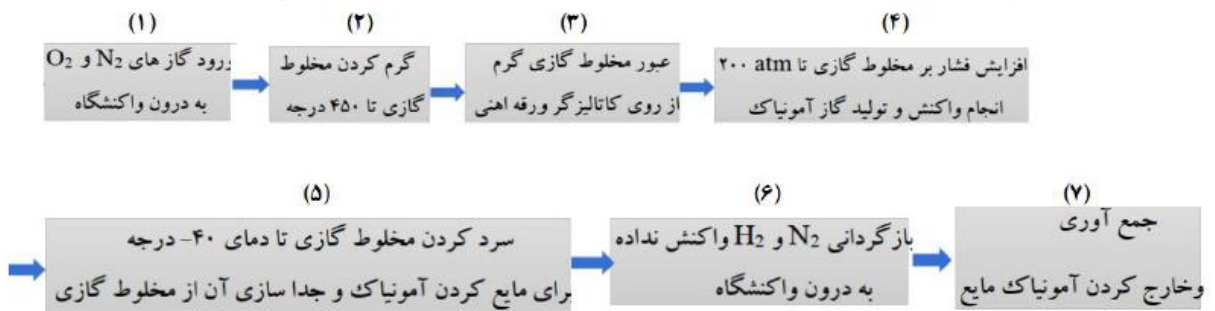 (۱)
ورود گاز های N₂ و O₂
به درون واکنشگاه
(۲)
گرم کردن مخلوط
گازی تا ۴۵۰ درجه
(۳)
عبور مخلوط گازی گرم
از روی کاتالیزگر ورقه اهنی
(۴)
افزایش فشار بر مخلوط گازی تا ۲۰۰ atm
انجام واکنش و تولید گاز آمونیاک
(۵)
سرد کردن مخلوط گازی تا دمای ۴۰- درجه
برای مایع کردن آمونیاک و جدا سازی آن از مخلوط گازی
(۶)
بازگردانی N₂ و H₂ واکنش نداده
به درون واکنشگاه
(۷)
جمع آوری
وخارج کردن آمونیاک مایع